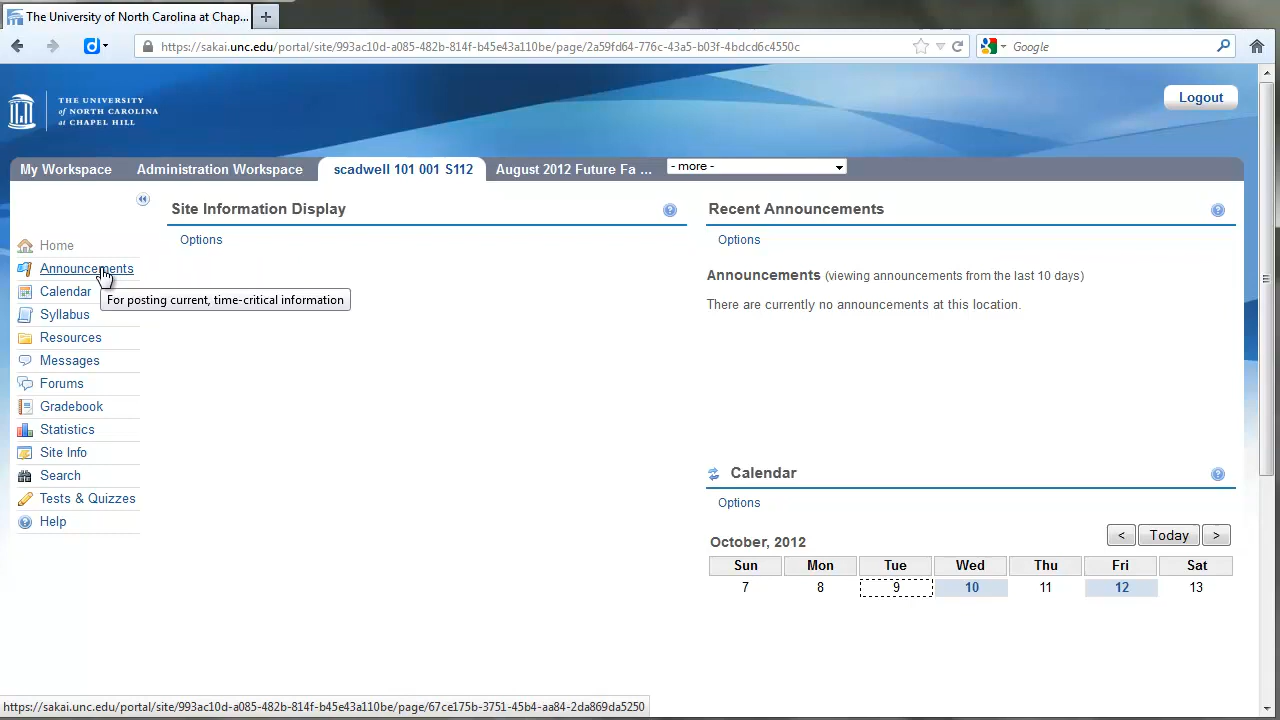 The University of North Carolina at Chap...
https://sakai.unc.edu/portal/site/993ac10d-a085-482b-814f-b45e43a110be/page/2a59fd64-776c-43a5-b03f-4bdcd6c4550c
Google
THE UNIVERSITY
of NORTH CAROLINA
at CHAPEL HILL
Logout
My Workspace
Administration Workspace
scadwell 101 001 S112
August 2012 Future Fa ...
- more -
Home
Announcements
For posting current, time-critical information
Calendar
Syllabus
Resources
Messages
Forums
Gradebook
Statistics
Site Info
Search
Tests & Quizzes
Help
Site Information Display
Options
Recent Announcements
Options
Announcements (viewing announcements from the last 10 days)
There are currently no announcements at this location.
Calendar
Options
October, 2012
< Today >
Sun Mon Tue Wed Thu Fri Sat
7 8 9 10 11 12 13
https://sakai.unc.edu/portal/site/993ac10d-a085-482b-814f-b45e43a110be/page/67ce175b-3751-45b4-aa84-2da869da5250